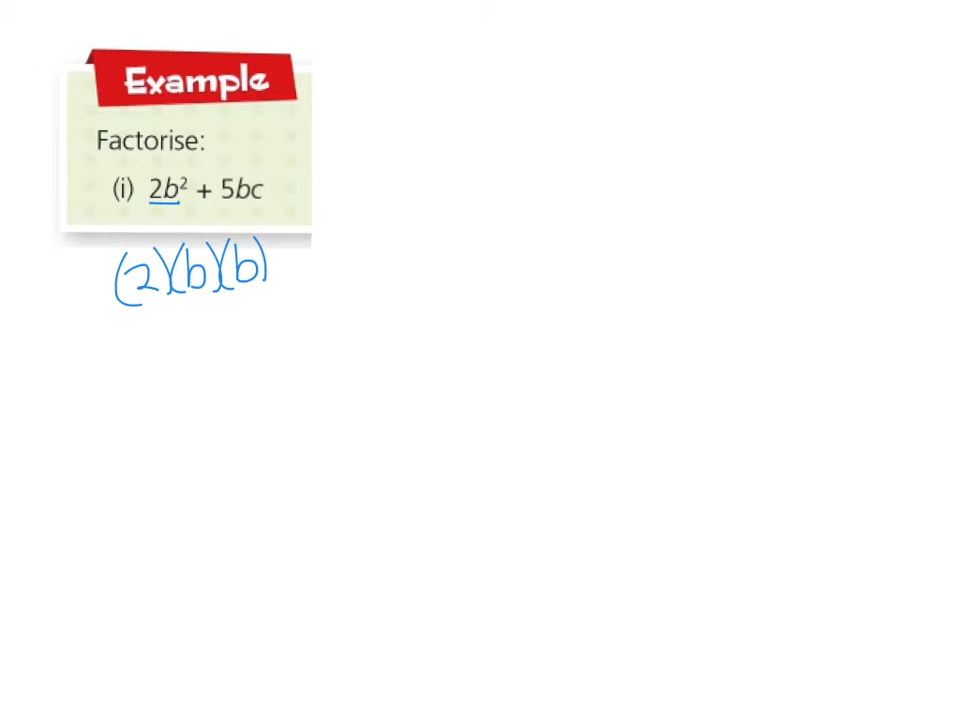 Example
Factorise:
(i) 2b² + 5bc
(2)(b)(b)